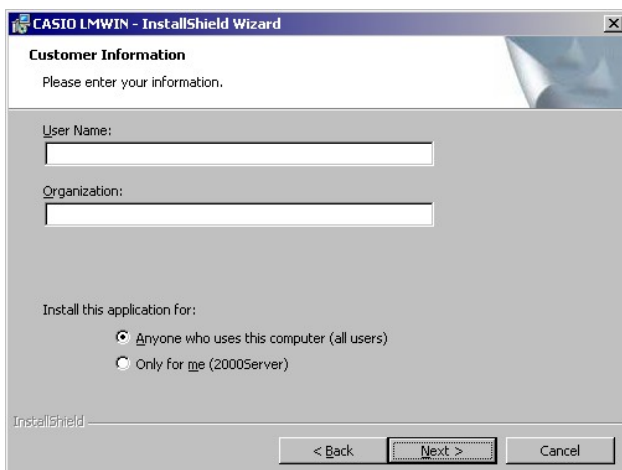 CASIO LMWIN - InstallShield Wizard
Customer Information
Please enter your information.
User Name:
Organization:
Install this application for:
Anyone who uses this computer (all users)
Only for me (2000Server)
InstallShield
< Back Next > Cancel